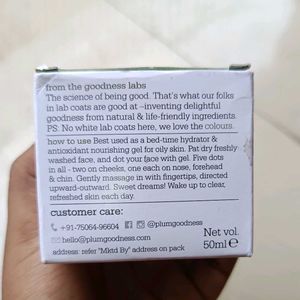 from the goodness labs
The science of being good. That's what our folks
in lab coats are good at –inventing delightful
goodness from natural & life-friendly ingredients.
PS: No white lab coats here, we love the colours.
how to use Best used as a bed-time hydrator &
antioxidant nourishing gel for oily skin. Pat dry freshly
washed face, and dot your face with gel. Five dots
in all - two on cheeks, one each on nose, forehead
& chin. Gently massage in with fingertips, directed
upward-outward. Sweet dreams! Wake up to clear,
refreshed skin each day.
customer care:
+91-75064-96604 @plumgoodness
hello@plumgoodness.com
address: refer "Mktd By" address on pack
Net vol.
50ml e